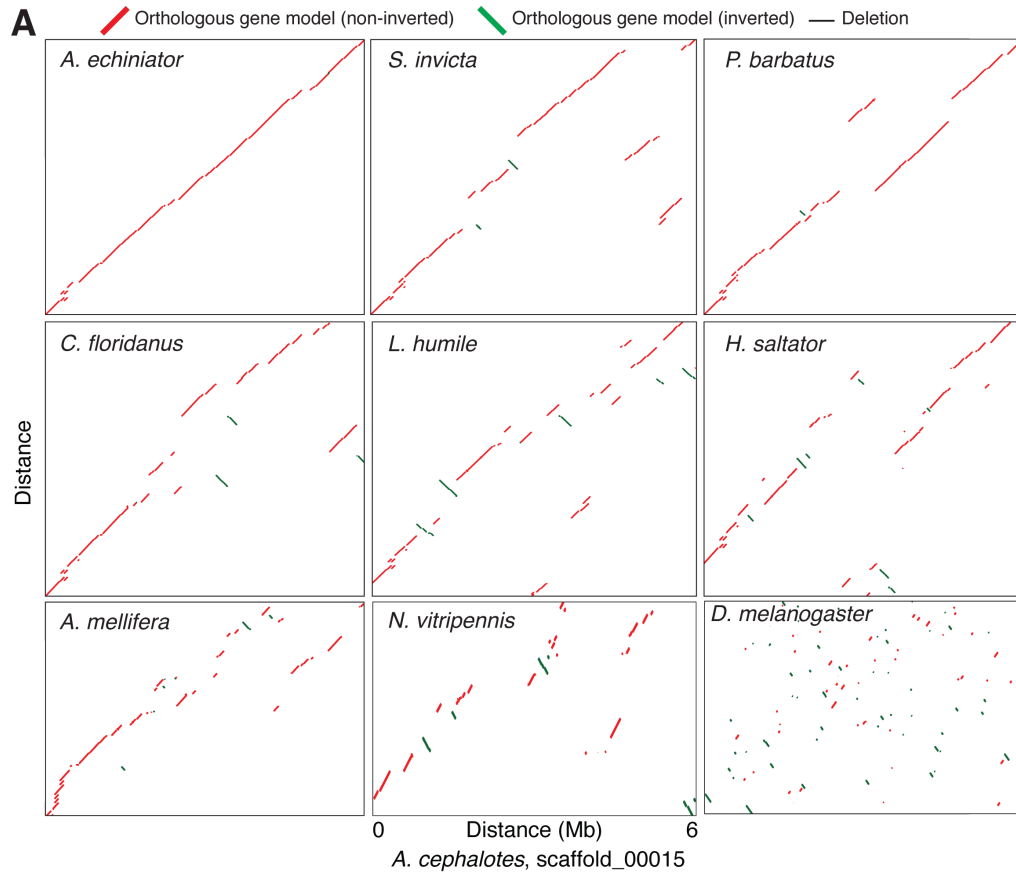 A
Orthologous gene model (non-inverted) Orthologous gene model (inverted) Deletion
A. echiniator S. invicta P. barbatus
C. floridanus L. humile H. saltator
Distance
A. mellifera N. vitripennis D. melanogaster
0 Distance (Mb) 6
A. cephalotes, scaffold_00015